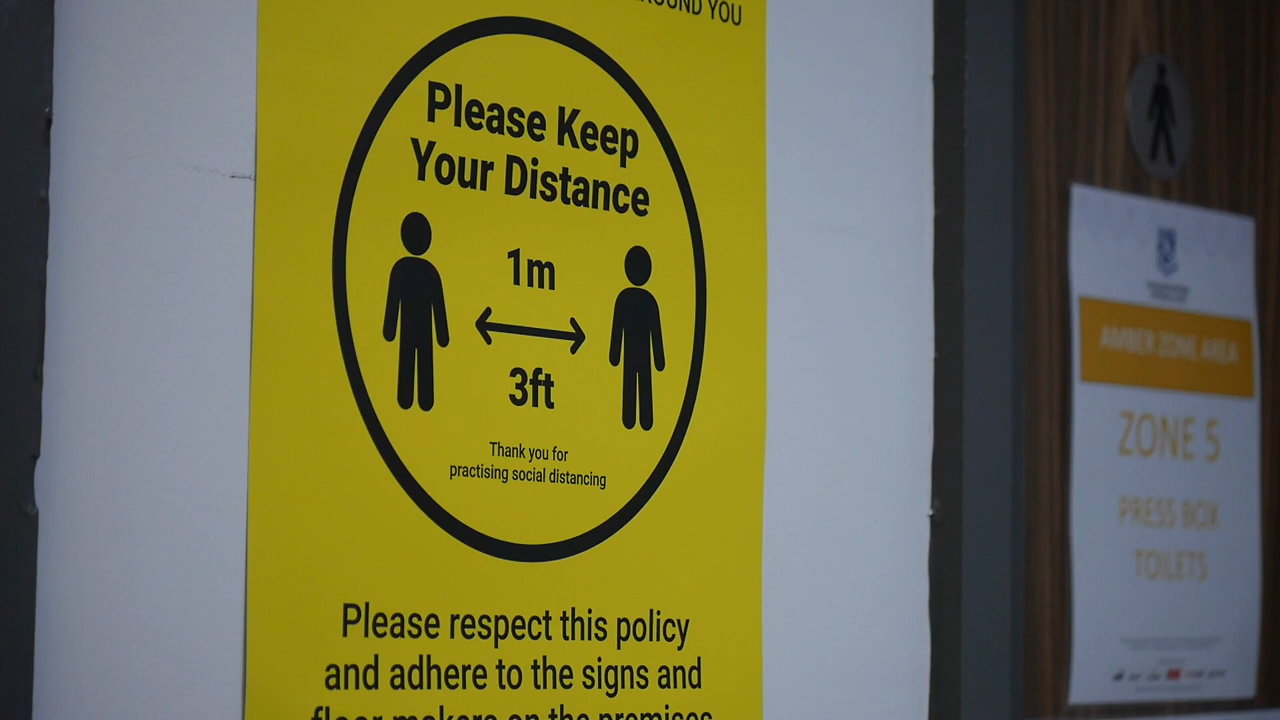 YOU
Please Keep
Your Distance
1m
3ft
Thank you for
practising social distancing
Please respect this policy
and adhere to the signs and
floor makers on the premises
AMBER ZONE AREA
ZONE 5
PRESS BOX
TOILETS